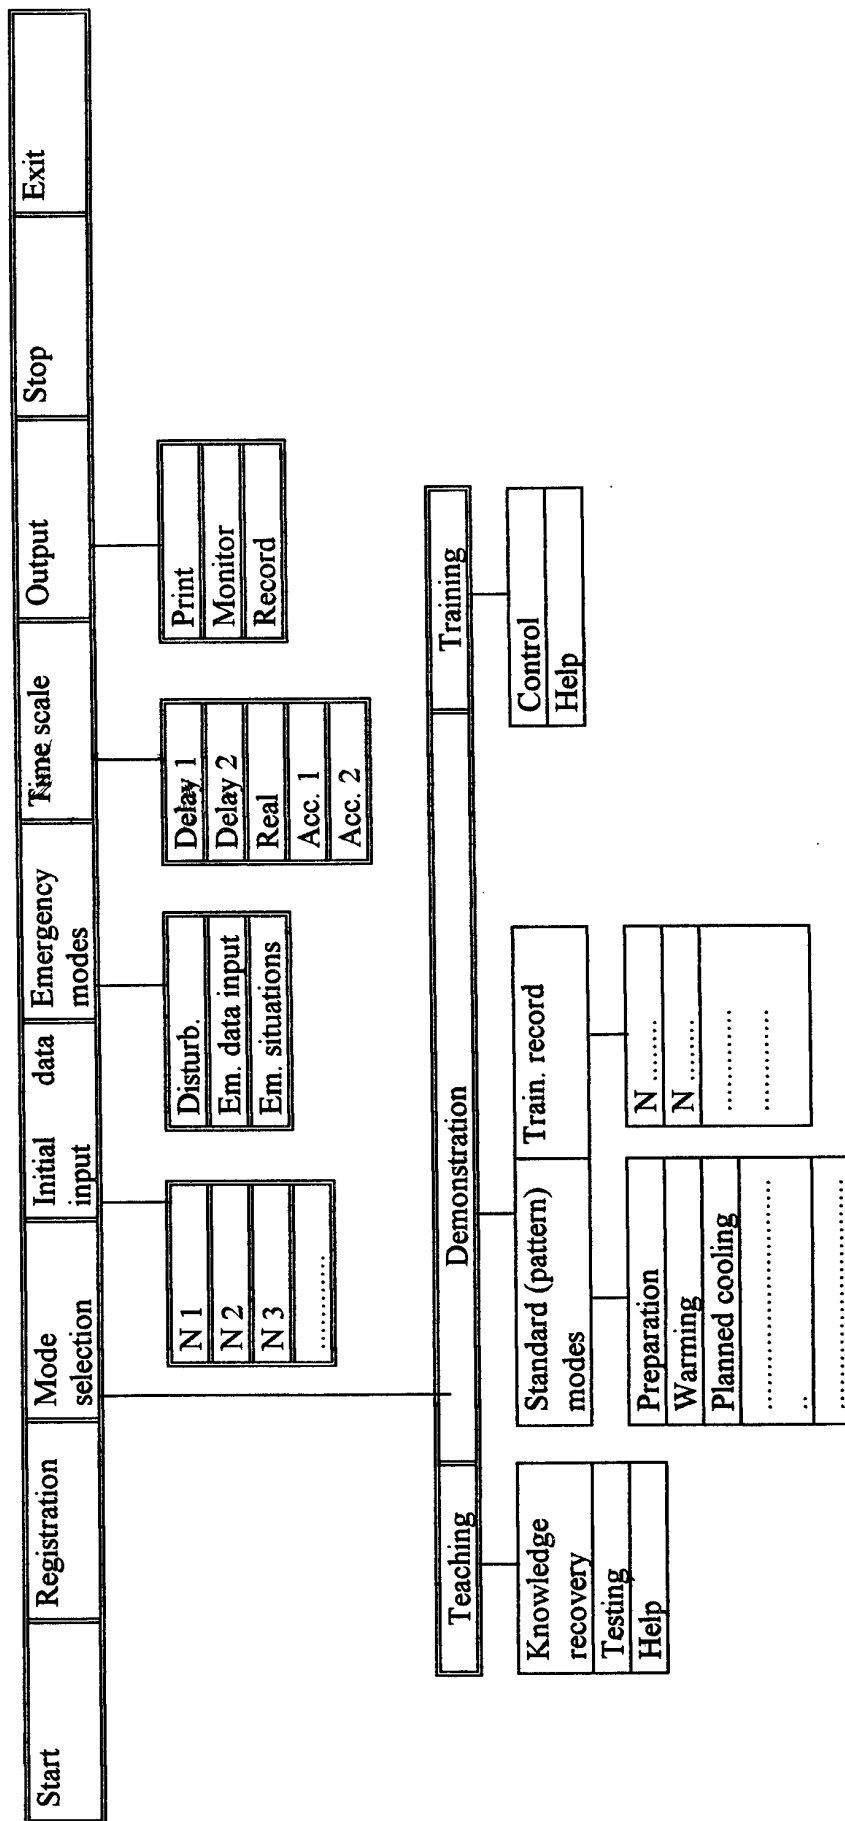 Start
Registration
Mode
selection
Initial data
input
Emergency
modes
Time scale
Output
Stop
Exit
N 1
N 2
N 3
............
Disturb.
Em. data input
Em. situations
Delay 1
Delay 2
Real
Acc. 1
Acc. 2
Print
Monitor
Record
Teaching
Demonstration
Training
Knowledge
recovery
Testing
Help
Standard (pattern)
modes
Train. record
Control
Help
Preparation
Warming
Planned cooling
..............................
..
..............................
N ........
N ........
..............
..............